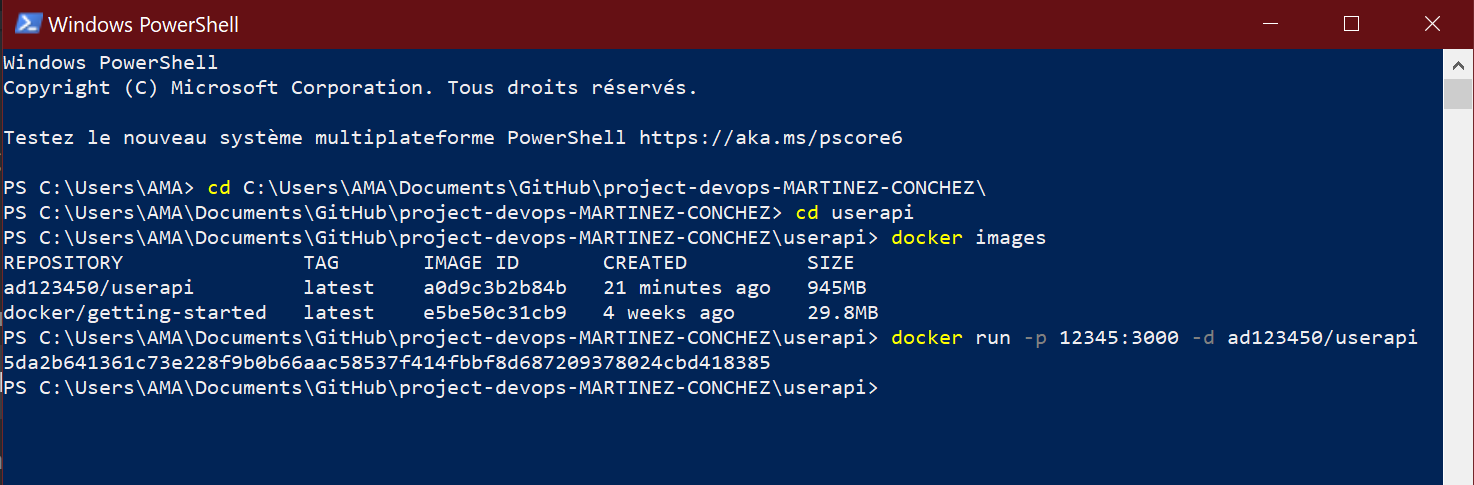 Windows PowerShell
Windows PowerShell
Copyright (C) Microsoft Corporation. Tous droits réservés.
Testez le nouveau système multiplateforme PowerShell https://aka.ms/pscore6
PS C:\Users\AMA> cd C:\Users\AMA\Documents\GitHub\project-devops-MARTINEZ-CONCHEZ\
PS C:\Users\AMA\Documents\GitHub\project-devops-MARTINEZ-CONCHEZ> cd userapi
PS C:\Users\AMA\Documents\GitHub\project-devops-MARTINEZ-CONCHEZ\userapi> docker images
REPOSITORY               TAG       IMAGE ID       CREATED          SIZE
ad123450/userapi         latest    a0d9c3b2b84b   21 minutes ago   945MB
docker/getting-started   latest    e5be50c31cb9   4 weeks ago      29.8MB
PS C:\Users\AMA\Documents\GitHub\project-devops-MARTINEZ-CONCHEZ\userapi> docker run -p 12345:3000 -d ad123450/userapi
5da2b641361c73e228f9b0b66aac58537f414fbbf8d687209378024cbd418385
PS C:\Users\AMA\Documents\GitHub\project-devops-MARTINEZ-CONCHEZ\userapi>